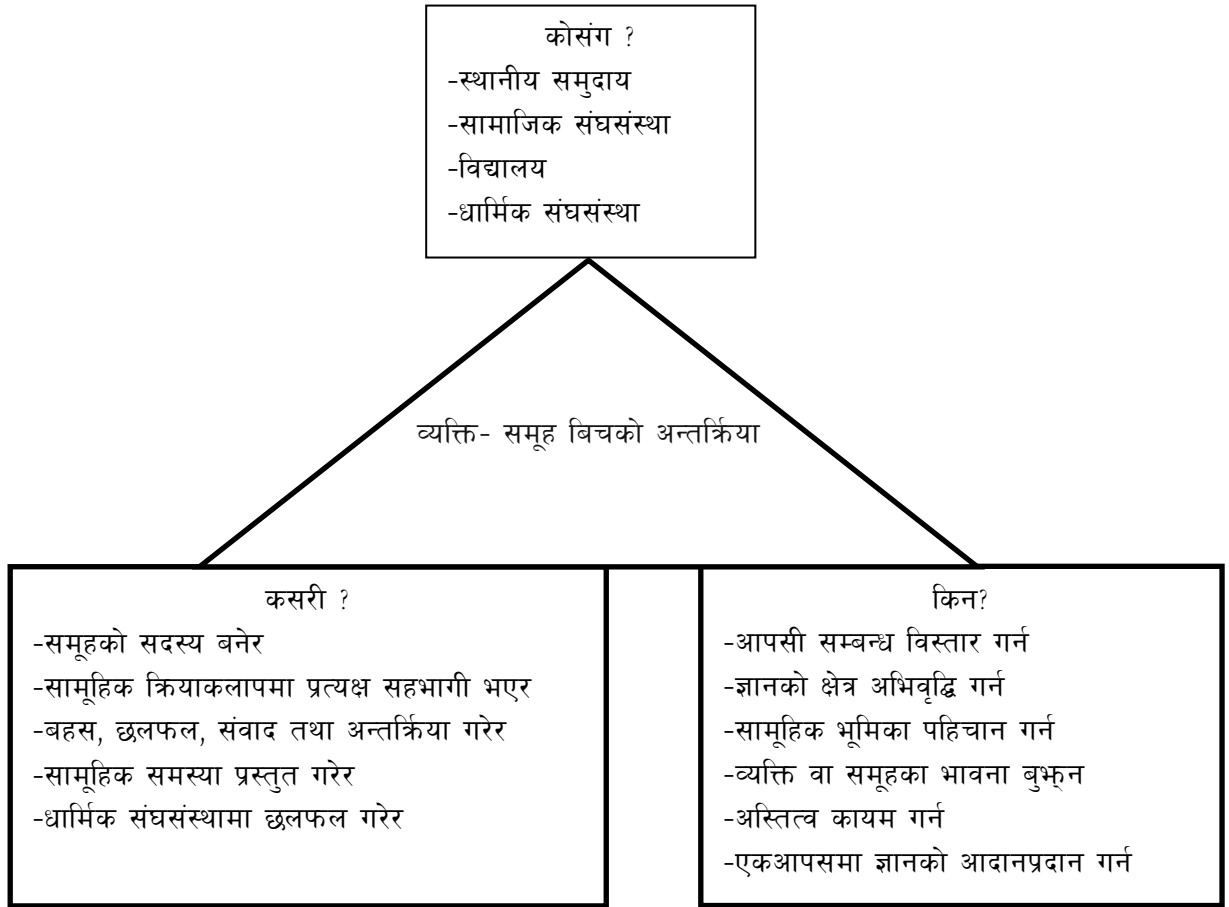 कोसंग ?
-स्थानीय समुदाय
-सामाजिक संघसंस्था
-विद्यालय
-धार्मिक संघसंस्था
व्यक्ति- समूह बिचको अन्तर्क्रिया
कसरी ?
-समूहको सदस्य बनेर
-सामूहिक क्रियाकलापमा प्रत्यक्ष सहभागी भएर
-बहस, छलफल, संवाद तथा अन्तर्क्रिया गरेर
-सामूहिक समस्या प्रस्तुत गरेर
-धार्मिक संघसंस्थामा छलफल गरेर
किन?
-आपसी सम्बन्ध विस्तार गर्न
-ज्ञानको क्षेत्र अभिवृद्धि गर्न
-सामूहिक भूमिका पहिचान गर्न
-व्यक्ति वा समूहका भावना बुझ्न
-अस्तित्व कायम गर्न
-एकआपसमा ज्ञानको आदानप्रदान गर्न